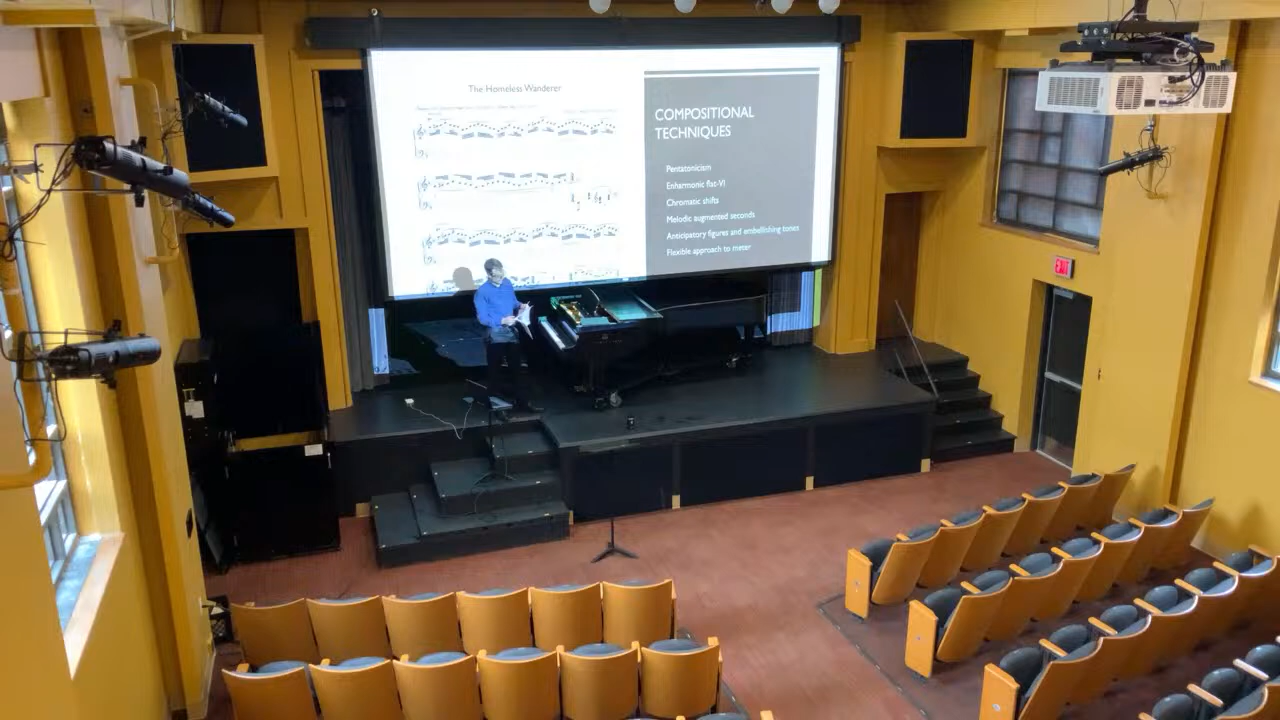 The Homeless Wanderer
COMPOSITIONAL
TECHNIQUES
Pentatonicism
Enharmonic flat-VI
Chromatic shifts
Melodic augmented seconds
Anticipatory figures and embellishing tones
Flexible approach to meter
EXIT